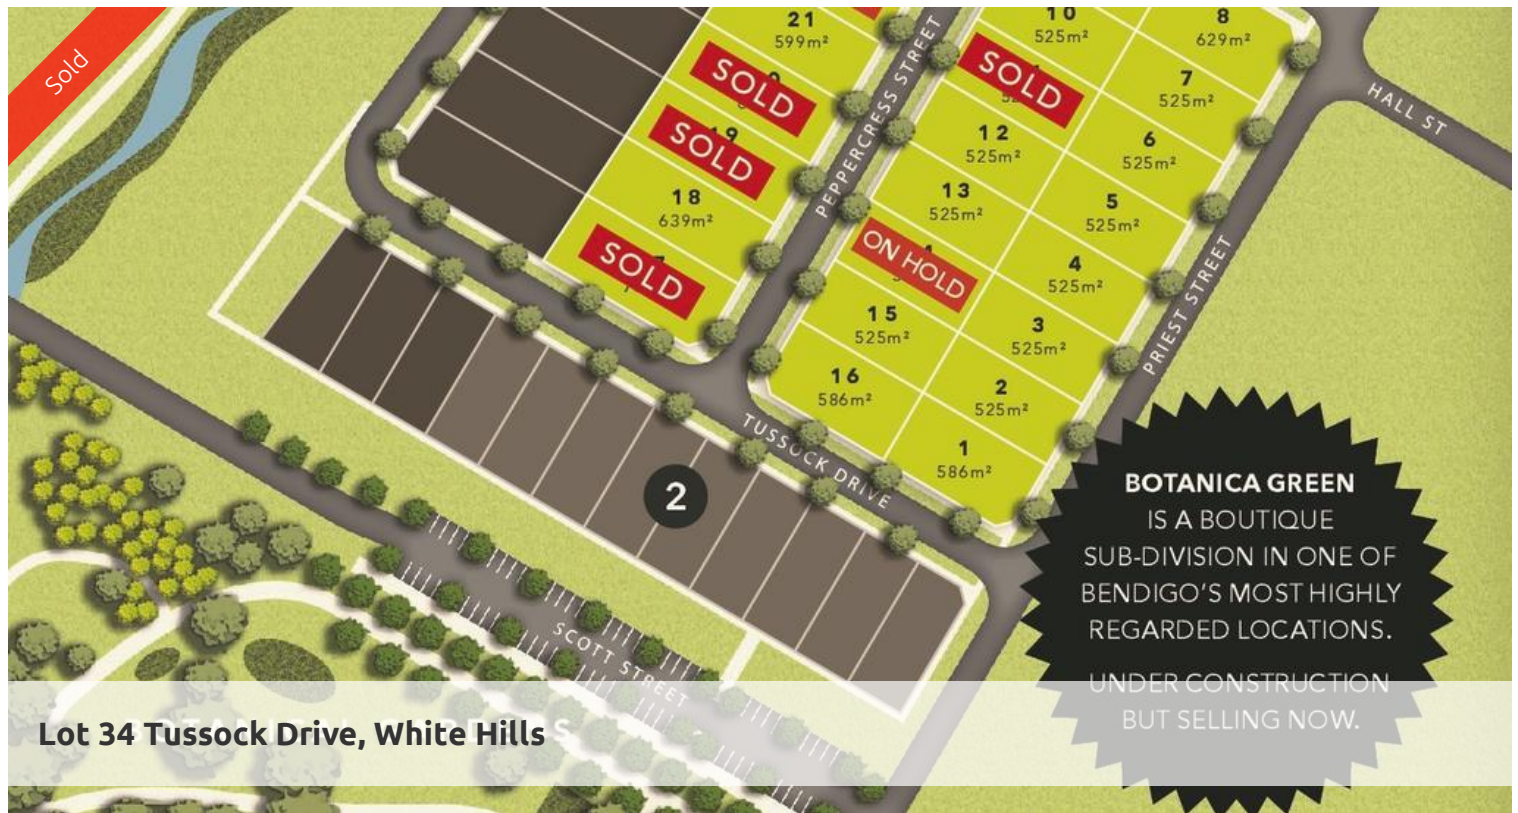 Sold
21
599m²
SOLD
19
SOLD
18
639m²
SOLD
PEPPERCRESS STREET
10
525m²
8
629m²
SOLD
7
525m²
12
525m²
6
525m²
13
525m²
5
525m²
ON HOLD
4
525m²
15
525m²
3
525m²
16
586m²
2
525m²
1
586m²
HALL ST
PRIEST STREET
TUSSOCK DRIVE
2
SCOTT STREET
BOTANICA GREEN
IS A BOUTIQUE
SUB-DIVISION IN ONE OF
BENDIGO'S MOST HIGHLY
REGARDED LOCATIONS.
UNDER CONSTRUCTION
BUT SELLING NOW.
Lot 34 Tussock Drive, White Hills